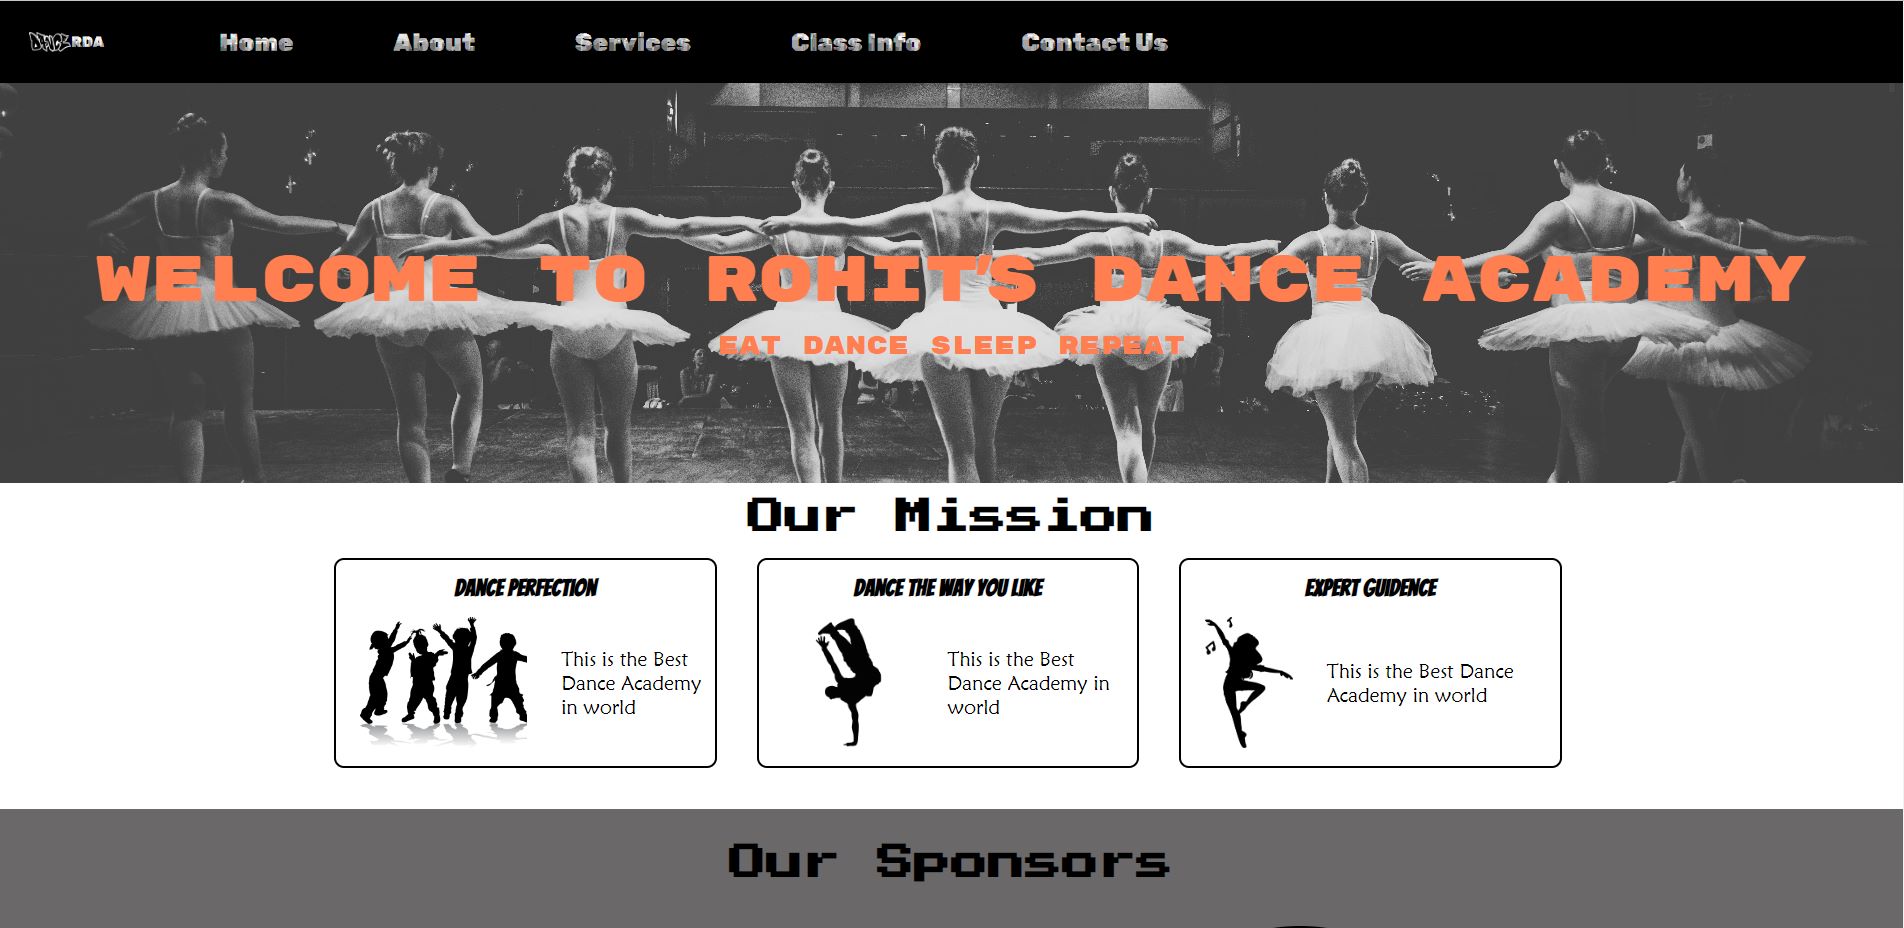 DANCE RDA
Home About Services Class Info Contact Us
WELCOME TO ROHIT'S DANCE ACADEMY
EAT DANCE SLEEP REPEAT
Our Mission
DANCE PERFECTION
This is the Best
Dance Academy
in world
DANCE THE WAY YOU LIKE
This is the Best
Dance Academy in
world
EXPERT GUIDENCE
This is the Best Dance
Academy in world
Our Sponsors